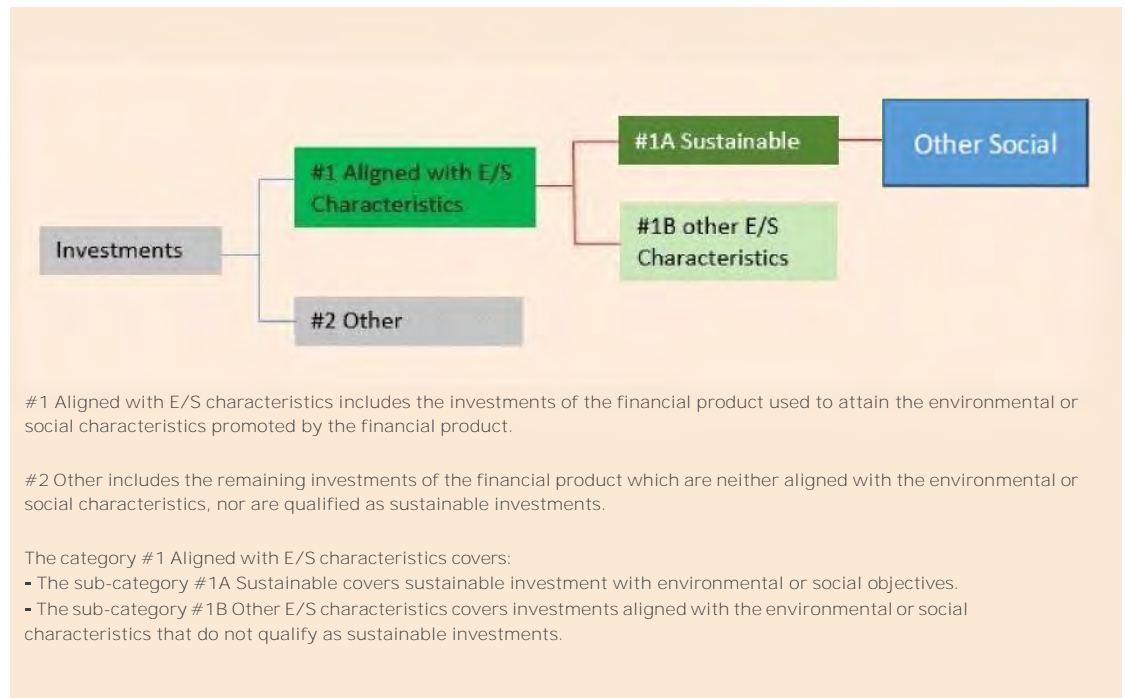 #1A Sustainable
Other Social
#1 Aligned with E/S
Characteristics
#1B other E/S
Characteristics
Investments
#2 Other
#1 Aligned with E/S characteristics includes the investments of the financial product used to attain the environmental or
social characteristics promoted by the financial product.
#2 Other includes the remaining investments of the financial product which are neither aligned with the environmental or
social characteristics, nor are qualified as sustainable investments.
The category #1 Aligned with E/S characteristics covers:
- The sub-category #1A Sustainable covers sustainable investment with environmental or social objectives.
- The sub-category #1B Other E/S characteristics covers investments aligned with the environmental or social
characteristics that do not qualify as sustainable investments.